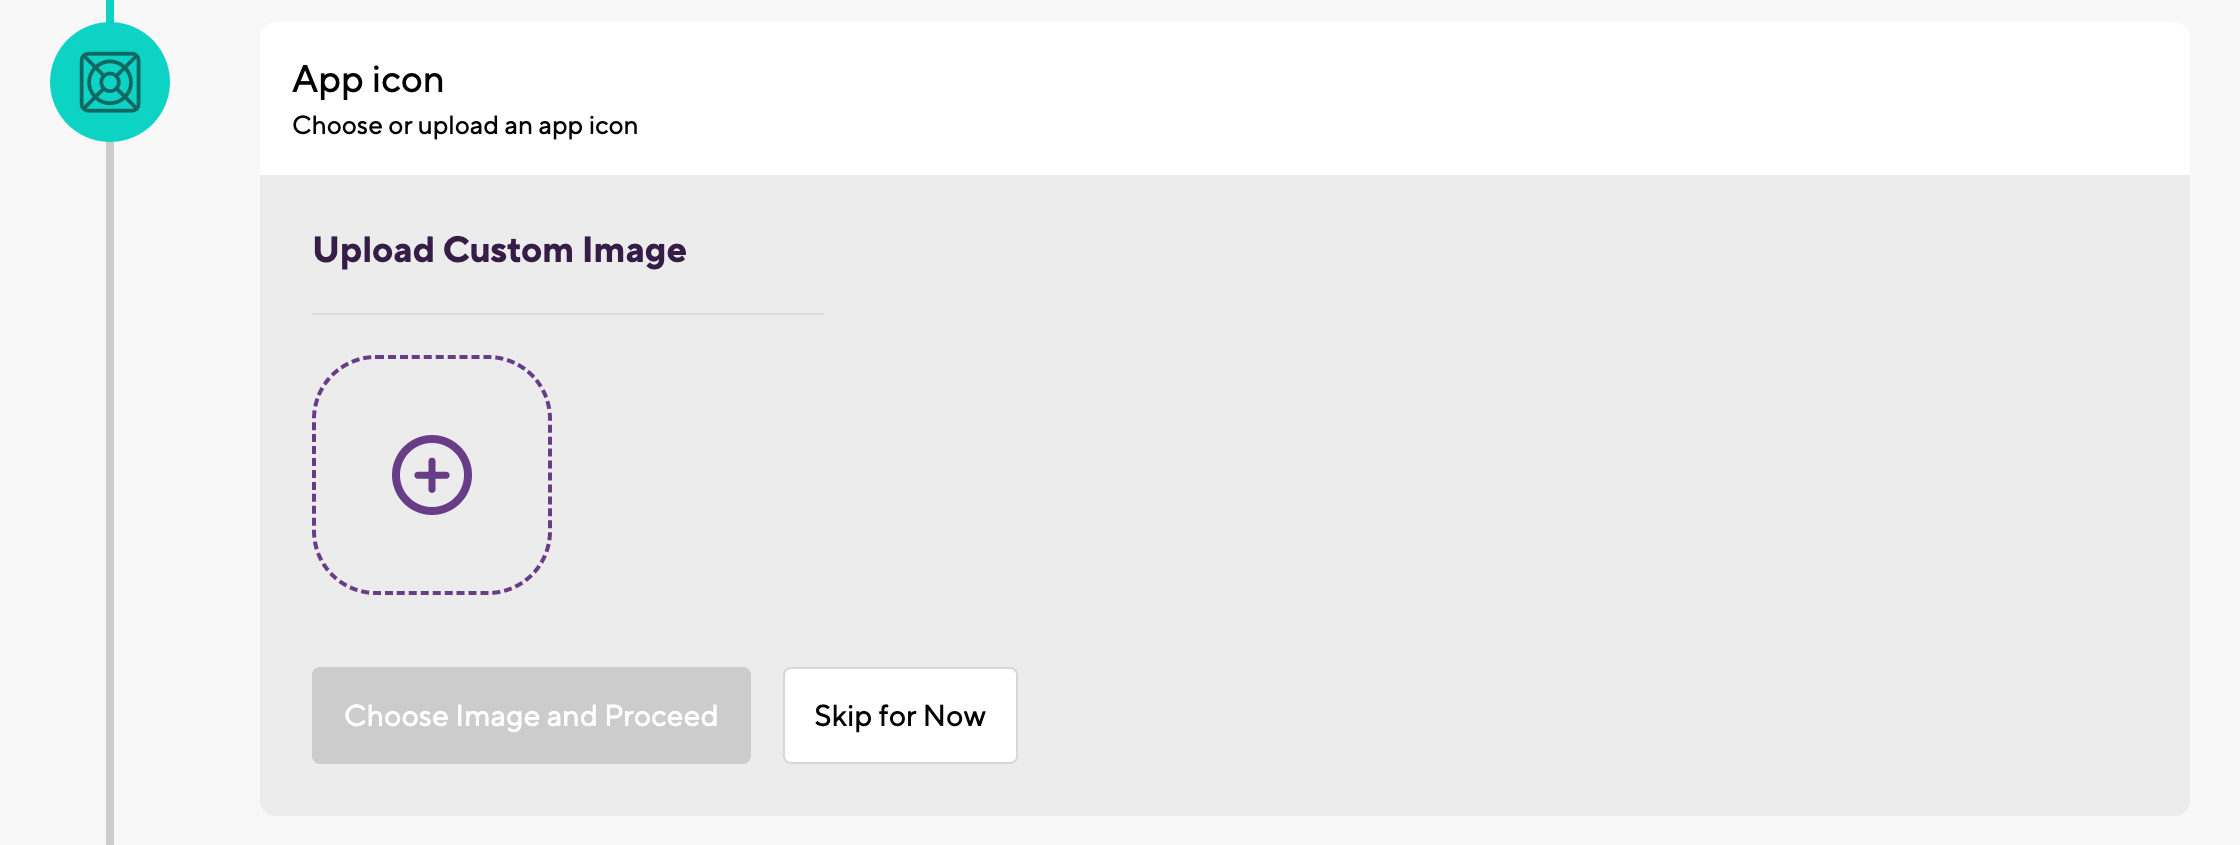 App icon
Choose or upload an app icon
Upload Custom Image
Choose Image and Proceed
Skip for Now